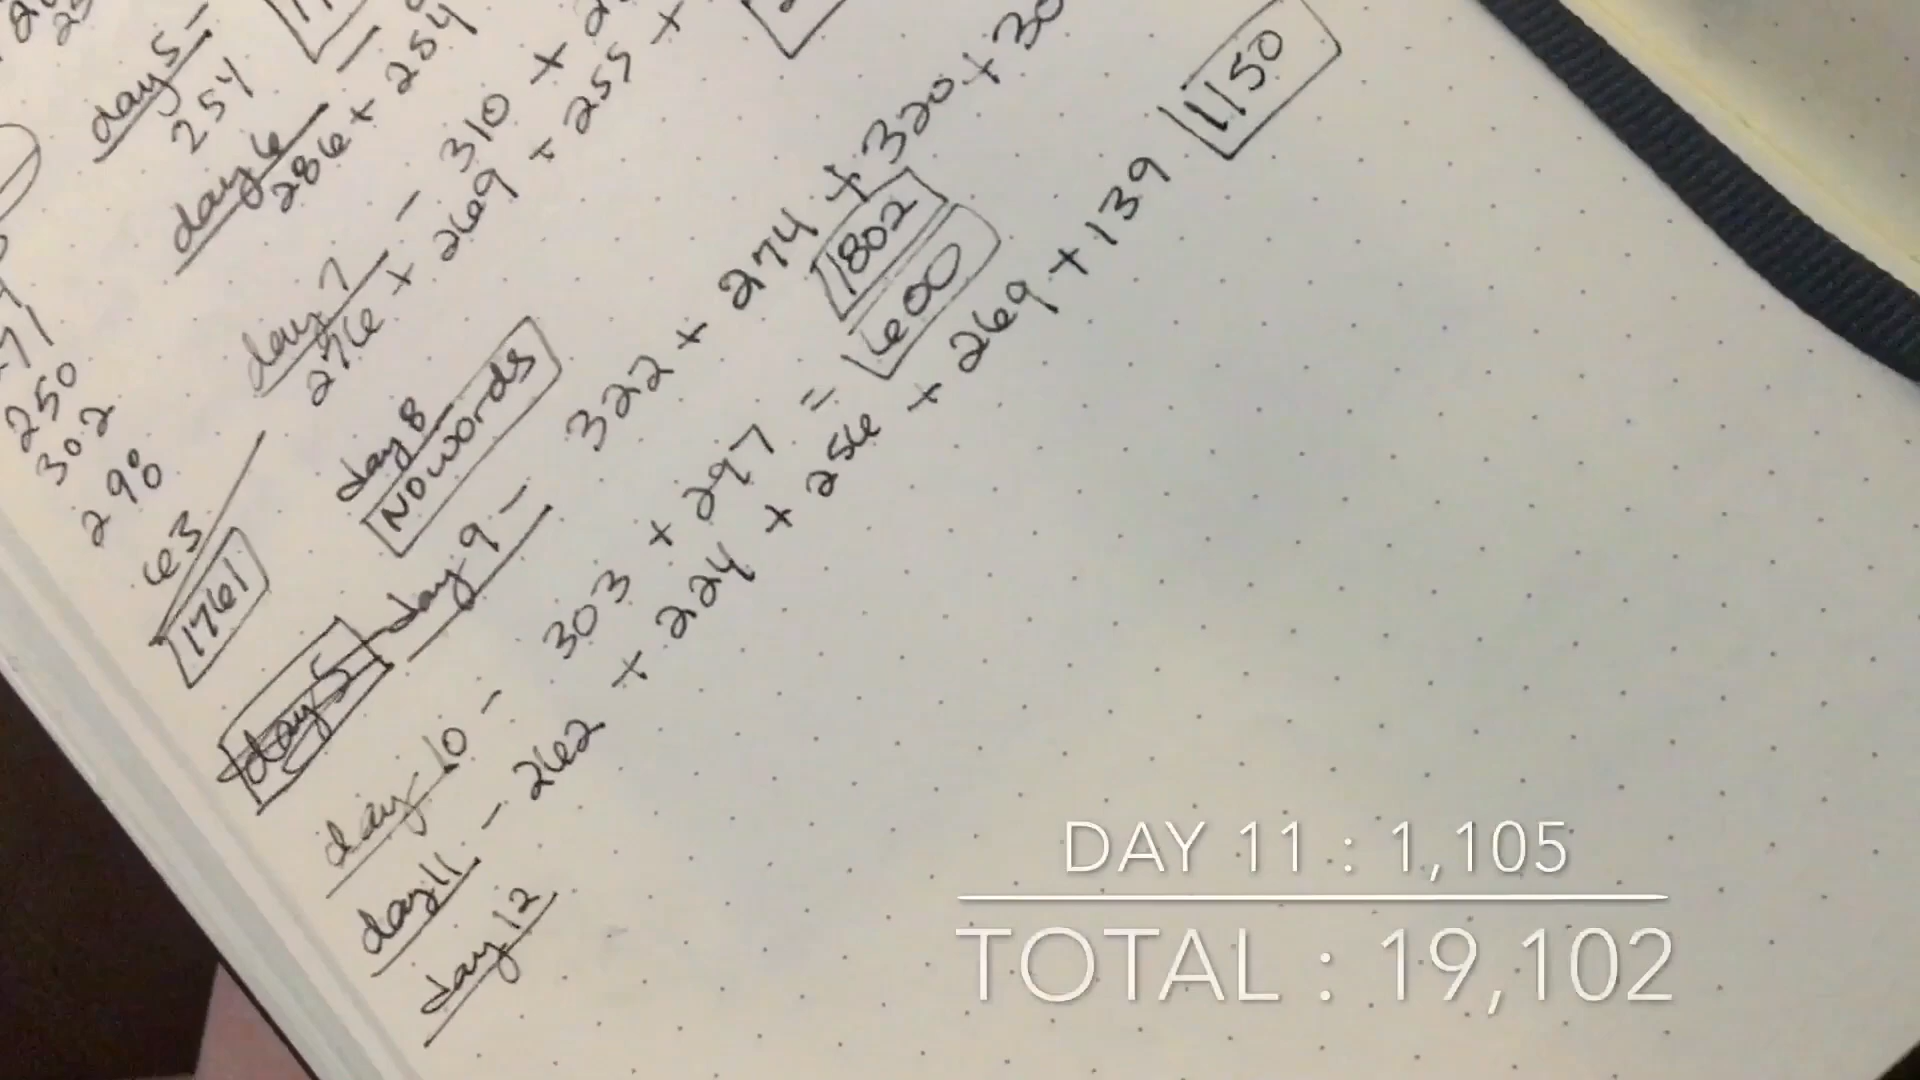 day 5 -
254
day 6 -
286 + 254
day 7 - 310 +
276 + 269 + 255 +
250
302
290
63
1761
day 8
NO words
day 5
day 9 - 322 + 274 + 320 + 30
1802
day 10 - 303 + 297 = 600
day 11 - 262 + 224 + 256 + 269 + 139 1150
day 12
DAY 11 : 1,105
TOTAL : 19,102